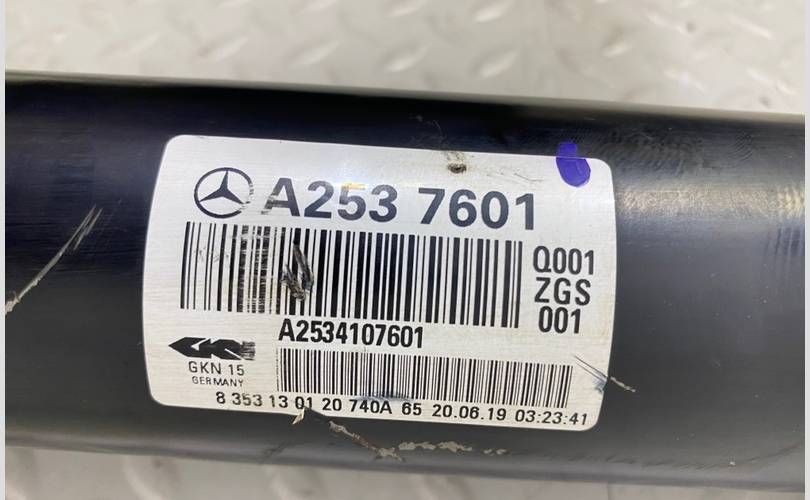 A253 7601
Q001
ZGS
001
A2534107601
GKN 15
GERMANY
8 353 13 01 20 740A 65 20.06.19 03:23:41